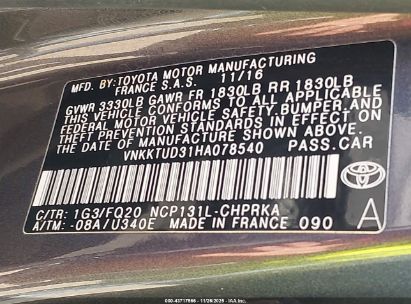 MFD. BY:TOYOTA MOTOR MANUFACTURING
FRANCE S.A.S. 11/16
GVWR 3330LB GAWR FR 1830LB RR 1830LB
THIS VEHICLE CONFORMS TO ALL APPLICABLE
FEDERAL MOTOR VEHICLE SAFETY,BUMPER,AND
THEFT PREVENTION STANDARDS IN EFFECT ON
THE DATE OF MANUFACTURE SHOWN ABOVE.
VNKKTUD31HA078540 PASS.CAR
TOYOTA
C/TR: 1G3/FQ20 NCP131L-CHPRKA
A/TM: -08A/U340E MADE IN FRANCE 090
A